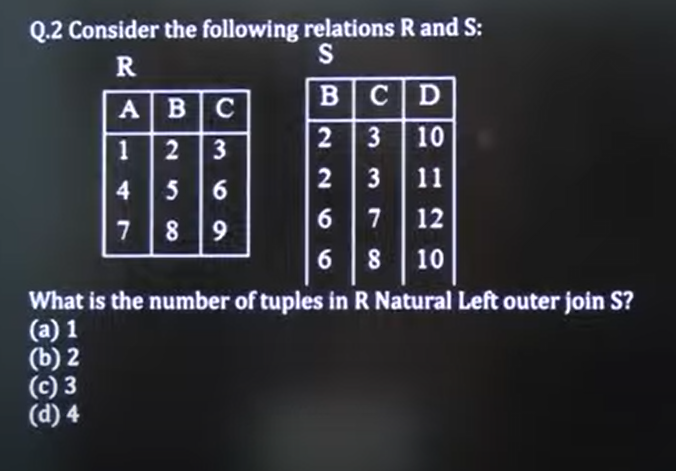 Q.2 Consider the following relations R and S:
R
S
A B C
1 2 3
4 5 6
7 8 9
B C D
2 3 10
2 3 11
6 7 12
6 8 10
What is the number of tuples in R Natural Left outer join S?
(a) 1
(b) 2
(c) 3
(d) 4